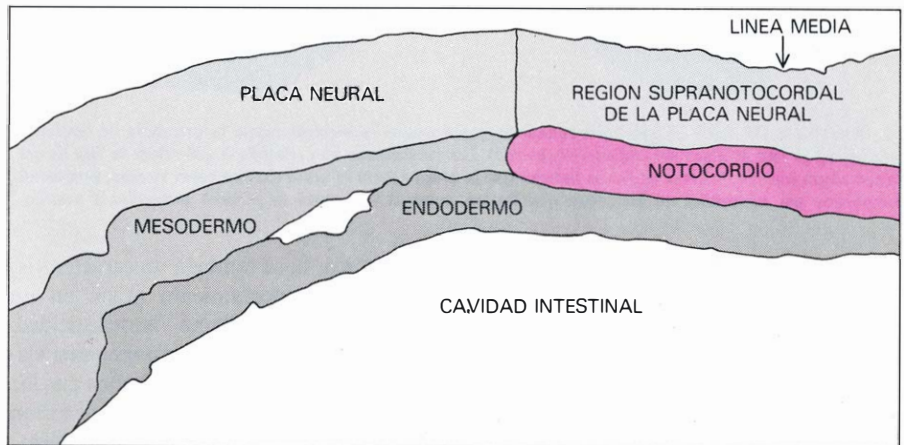 LINEA MEDIA
PLACA NEURAL
REGION SUPRANOTOCORDAL
DE LA PLACA NEURAL
NOTOCORDIO
MESODERMO
ENDODERMO
CAVIDAD INTESTINAL